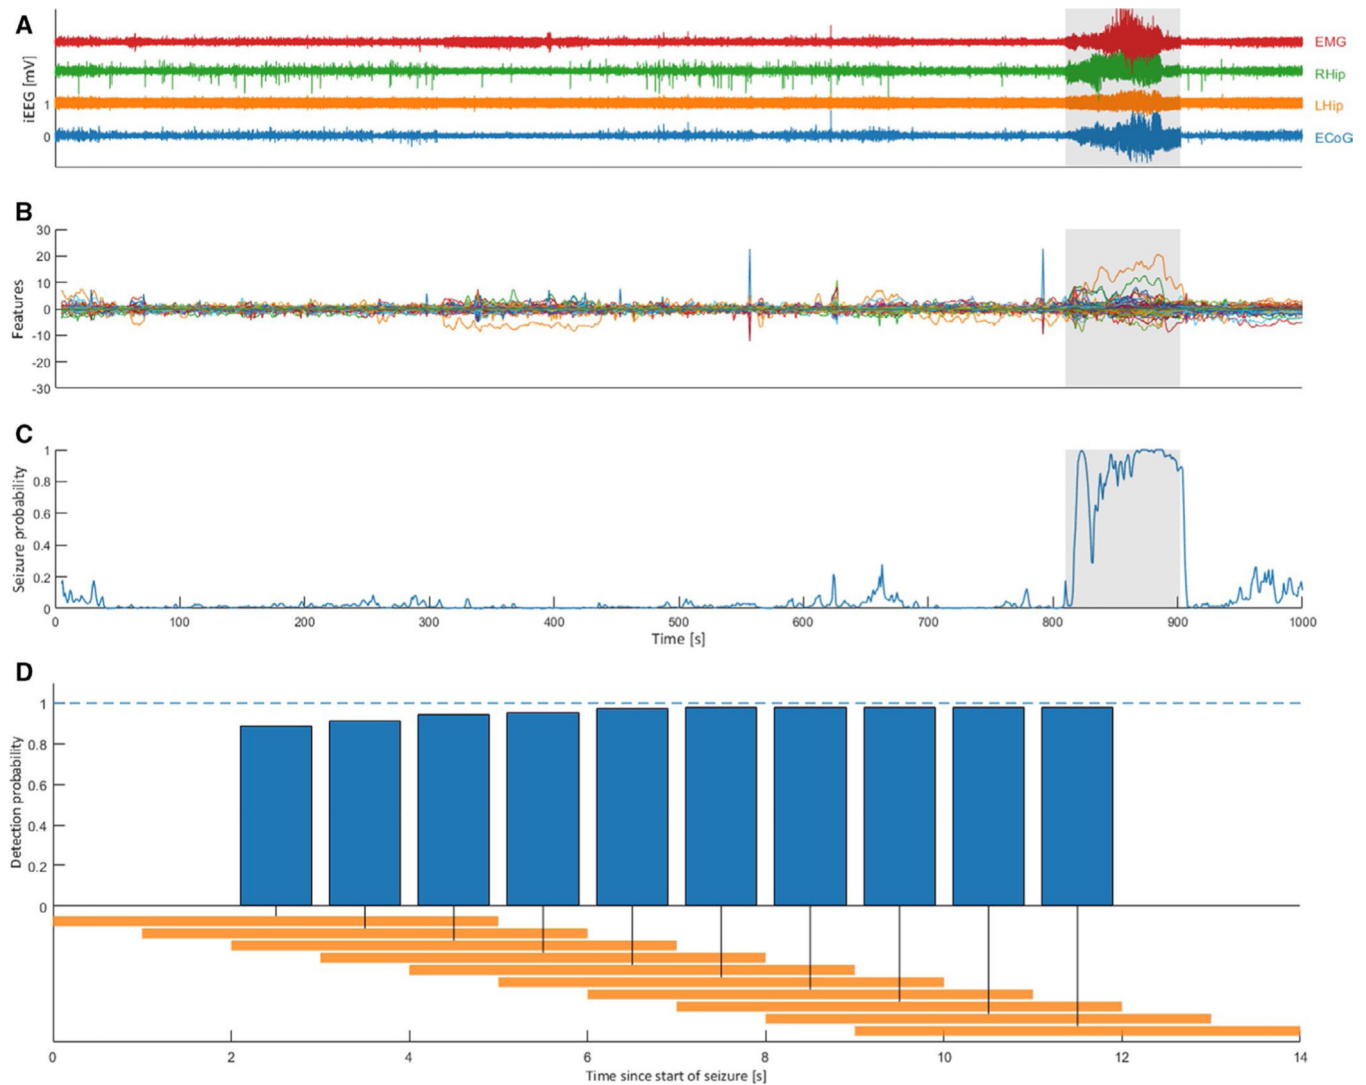 A
iEEG [mV]
1
0
EMG
RHip
LHip
ECoG
B
Features
30
20
10
0
-10
-20
-30
C
Seizure probability
1
0.8
0.6
0.4
0.2
0
0 100 200 300 400 500 600 700 800 900 1000
Time [s]
D
Detection probability
1
0.8
0.6
0.4
0.2
0
0 2 4 6 8 10 12 14
Time since start of seizure [s]